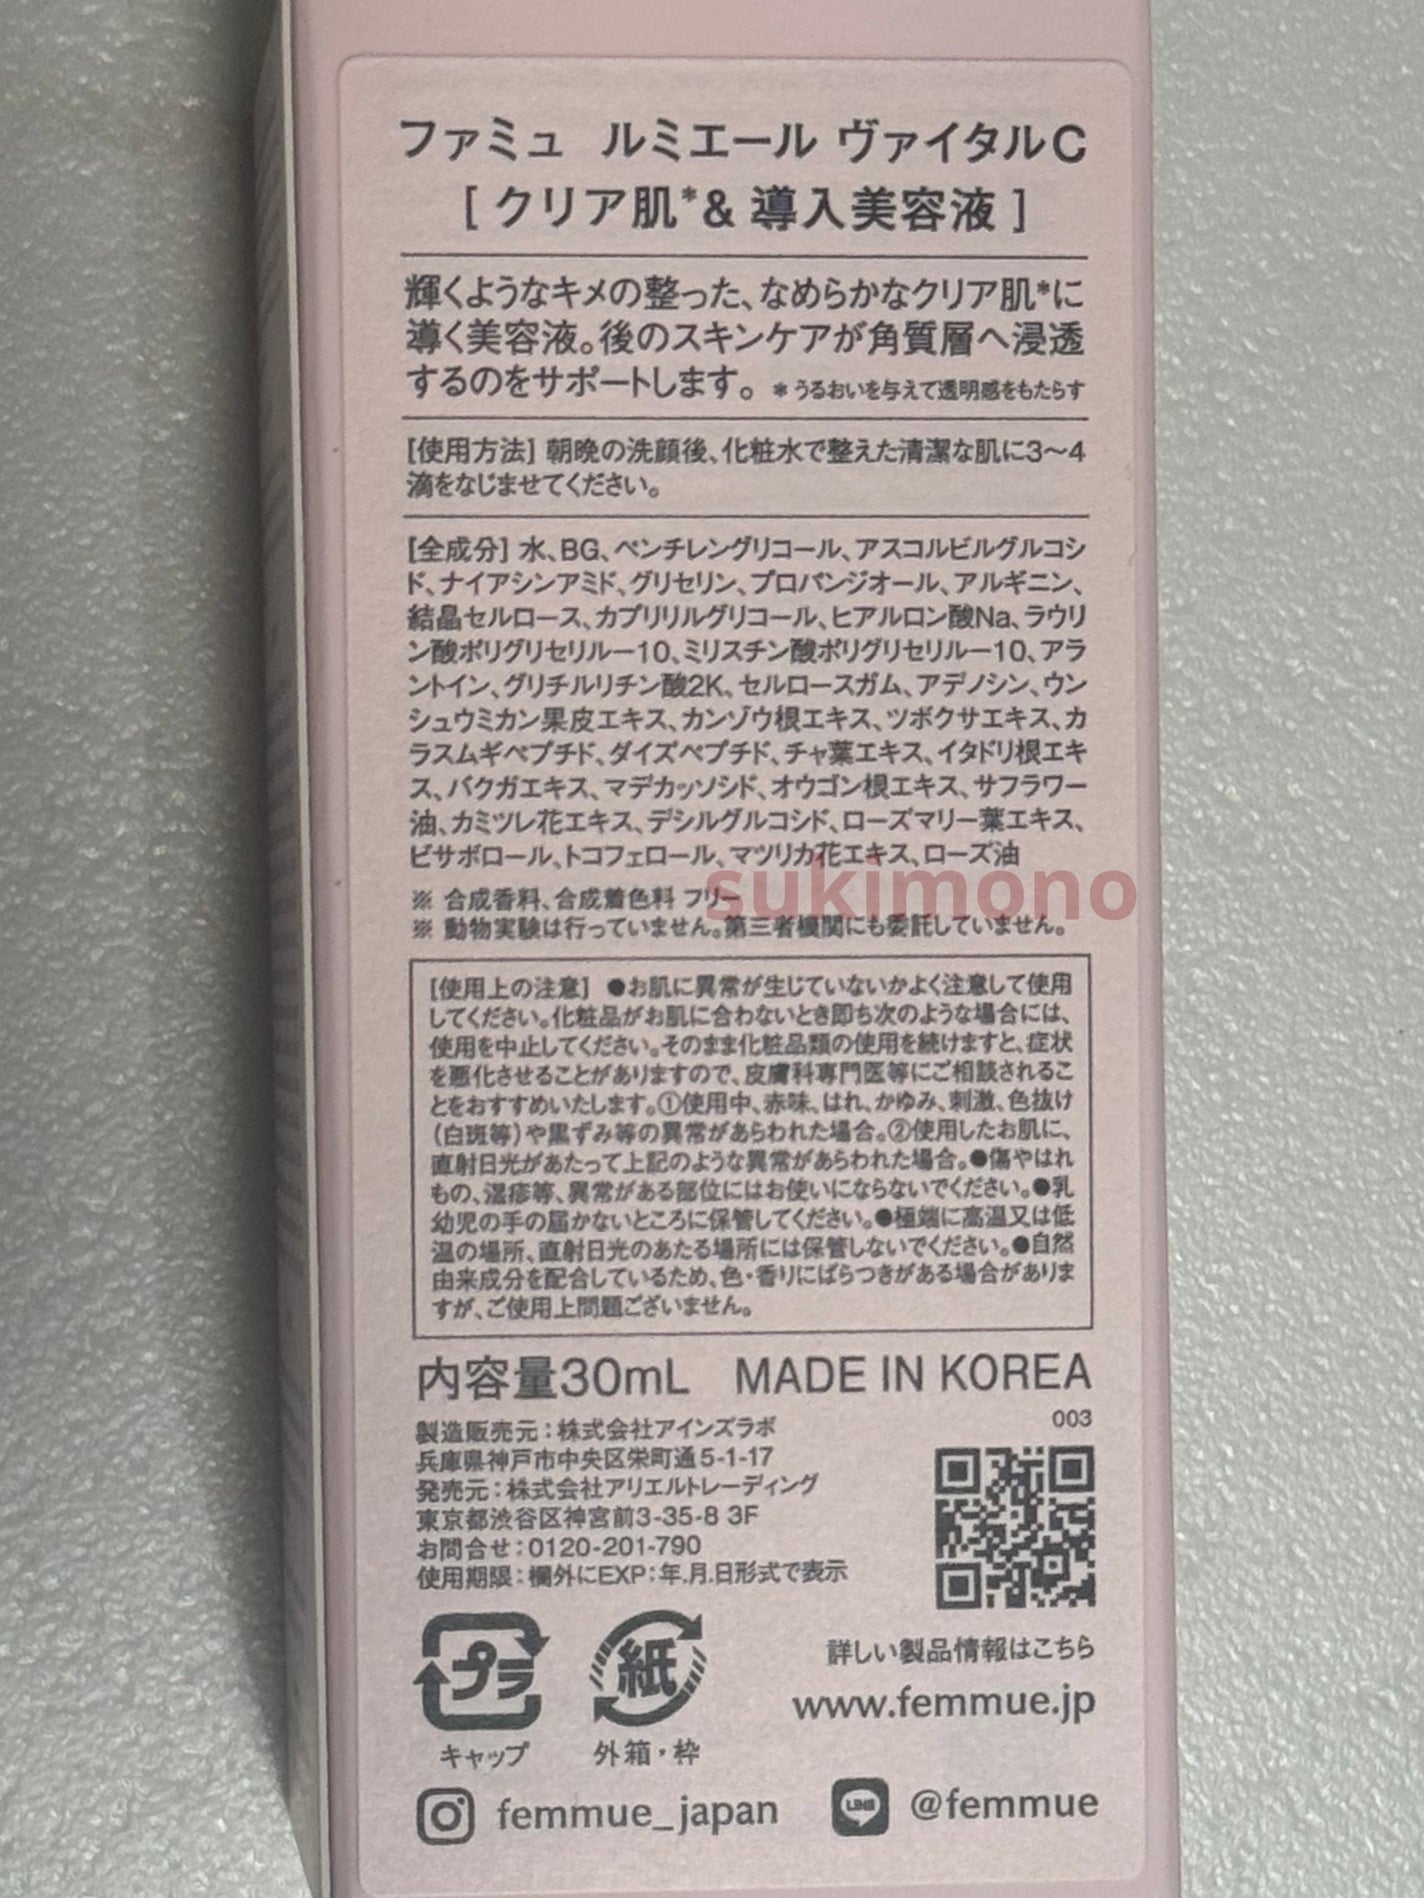 ファミュ ルミエール ヴァイタルC
[ クリア肌*& 導入美容液 ]
輝くようなキメの整った、なめらかなクリア肌*に
導く美容液。後のスキンケアが角質層へ浸透
するのをサポートします。 * うるおいを与えて透明感をもたらす
[使用方法] 朝晩の洗顔後、化粧水で整えた清潔な肌に3〜4
滴をなじませてください。
[全成分] 水、BG、ペンチレングリコール、アスコルビルグルコシ
ド、ナイアシンアミド、グリセリン、プロパンジオール、アルギニン、
結晶セルロース、カプリリルグリコール、ヒアルロン酸Na、ラウリ
ン酸ポリグリセリル－10、ミリスチン酸ポリグリセリル－10、アラ
ントイン、グリチルリチン酸2K、セルロースガム、アデノシン、ウン
シュウミカン果皮エキス、カンゾウ根エキス、ツボクサエキス、カ
ラスムギペプチド、ダイズペプチド、チャ葉エキス、イタドリ根エキ
ス、バクガエキス、マデカッソシド、オウゴン根エキス、サフラワー
油、カミツレ花エキス、デシルグルコシド、ローズマリー葉エキス、
ビサボロール、トコフェロール、マツリカ花エキス、ローズ油
sukimono
※ 合成香料、合成着色料 フリー
※ 動物実験は行っていません。第三者機関にも委託していません。
[使用上の注意] ●お肌に異常が生じていないかよく注意して使用
してください。化粧品がお肌に合わないとき即ち次のような場合には、
使用を中止してください。そのまま化粧品類の使用を続けますと、症状
を悪化させることがありますので、皮膚科専門医等にご相談されるこ
とをおすすめいたします。①使用中、赤味、はれ、かゆみ、刺激、色抜け
(白斑等)や黒ずみ等の異常があらわれた場合。②使用したお肌に、
直射日光があたって上記のような異常があらわれた場合。●傷やはれ
もの、湿疹等、異常がある部位にはお使いにならないでください。●乳
幼児の手の届かないところに保管してください。●極端に高温又は低
温の場所、直射日光のあたる場所には保管しないでください。●自然
由来成分を配合しているため、色・香りにばらつきがある場合がありま
すが、ご使用上問題ございません。
内容量30mL MADE IN KOREA
003
製造販売元：株式会社アインズラボ
兵庫県神戸市中央区栄町通5-1-17
発売元：株式会社アリエルトレーディング
東京都渋谷区神宮前3-35-8 3F
お問合せ：0120-201-790
使用期限：欄外にEXP：年.月.日形式で表示
プラ
キャップ
紙
外箱・枠
詳しい製品情報はこちら
www.femmue.jp
femmue_japan
LINE
@femmue